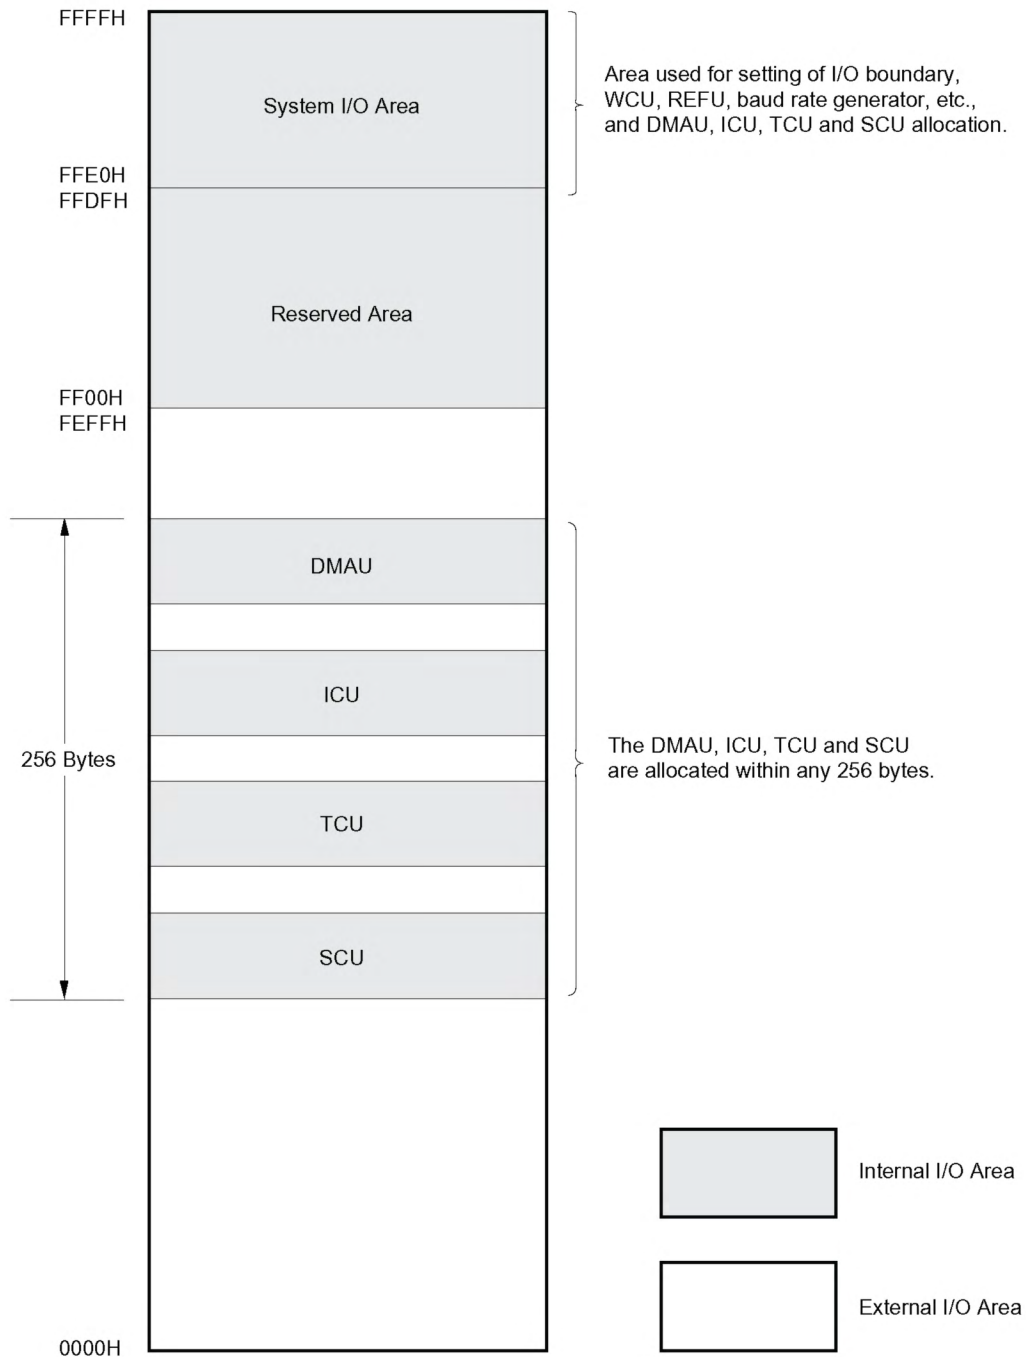 FFFFH
System I/O Area
Area used for setting of I/O boundary,
WCU, REFU, baud rate generator, etc.,
and DMAU, ICU, TCU and SCU allocation.
FFE0H
FFDFH
Reserved Area
FF00H
FEFFH
DMAU
ICU
256 Bytes
The DMAU, ICU, TCU and SCU
are allocated within any 256 bytes.
TCU
SCU
Internal I/O Area
External I/O Area
0000H